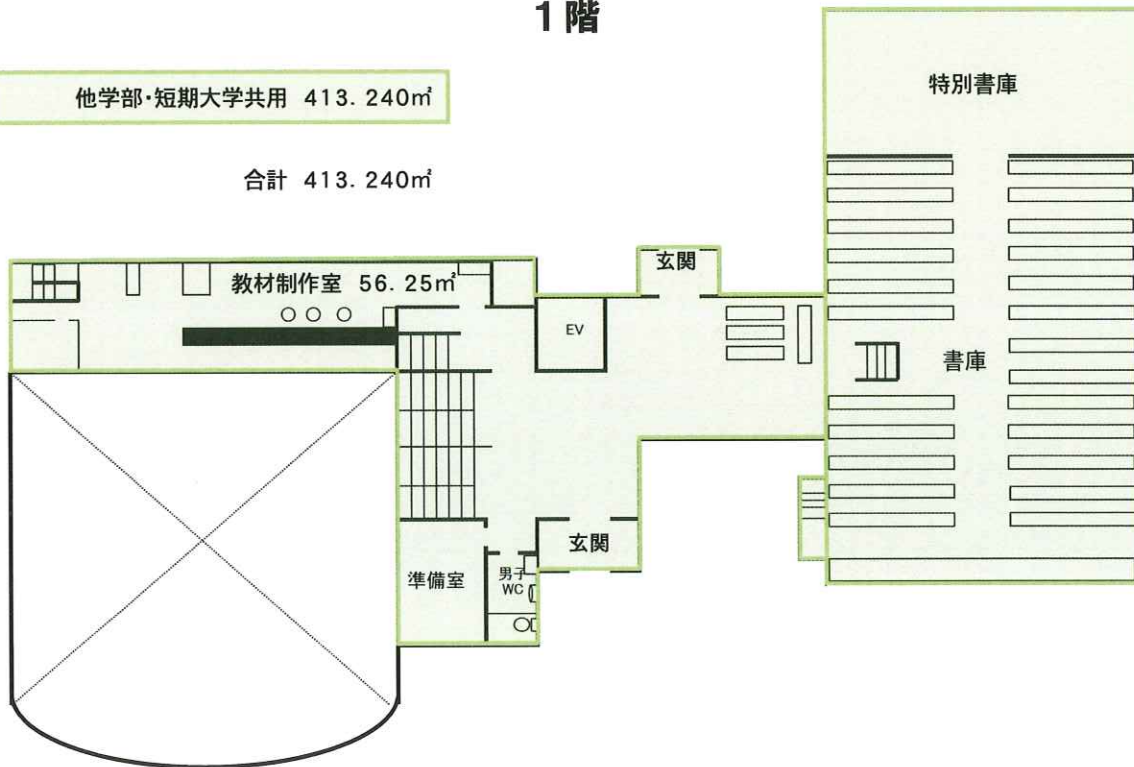 1階
他学部・短期大学共用 413.240㎡
合計 413.240㎡
特別書庫
玄関
教材制作室 56.25㎡
EV
書庫
玄関
準備室
男子
WC